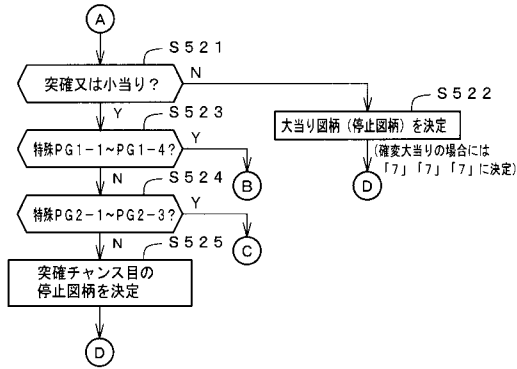 A
S521
突確又は小当り？
N
Y
S522
大当り図柄（停止図柄）を決定
（確変大当りの場合には
「7」「7」「7」に決定）
D
S523
特殊PG1-1～PG1-4？
Y
B
N
S524
特殊PG2-1～PG2-3？
Y
C
N
S525
突確チャンス目の
停止図柄を決定
D